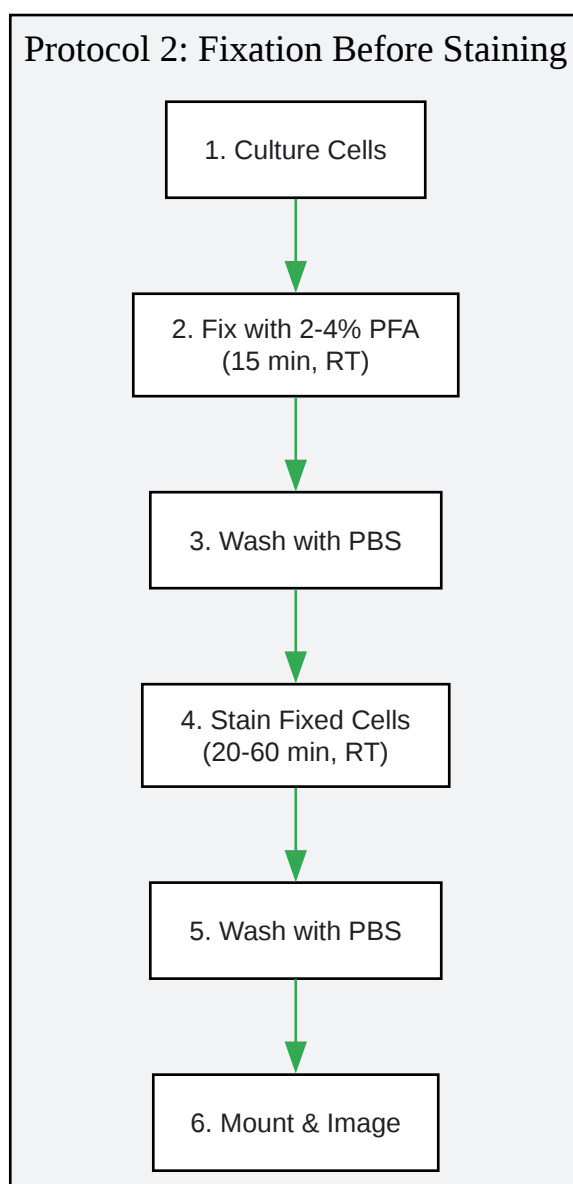 Protocol 2: Fixation Before Staining
1. Culture Cells
2. Fix with 2-4% PFA
(15 min, RT)
3. Wash with PBS
4. Stain Fixed Cells
(20-60 min, RT)
5. Wash with PBS
6. Mount & Image